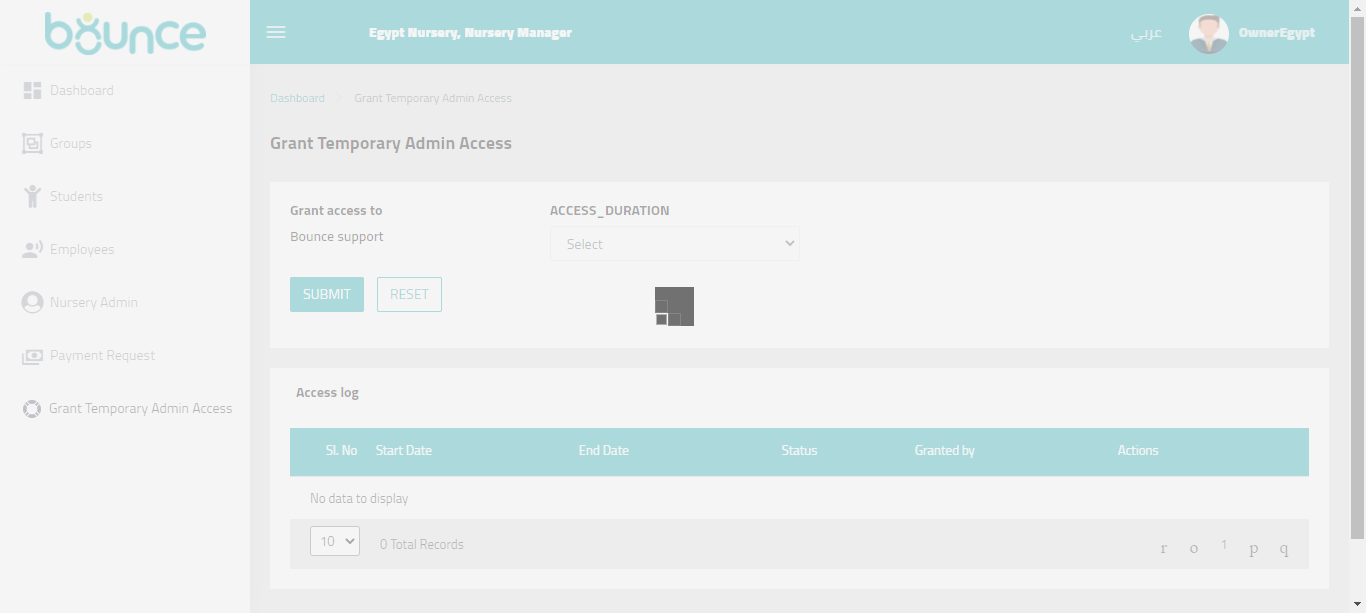 bounce
Egypt Nursery, Nursery Manager
عربي
OwnerEgypt
Dashboard
Groups
Students
Employees
Nursery Admin
Payment Request
Grant Temporary Admin Access
Dashboard Grant Temporary Admin Access
Grant Temporary Admin Access
Grant access to
Bounce support
ACCESS_DURATION
Select
SUBMIT RESET
Access log
Sl. No Start Date End Date Status Granted by Actions
No data to display
10 0 Total Records r o 1 p q